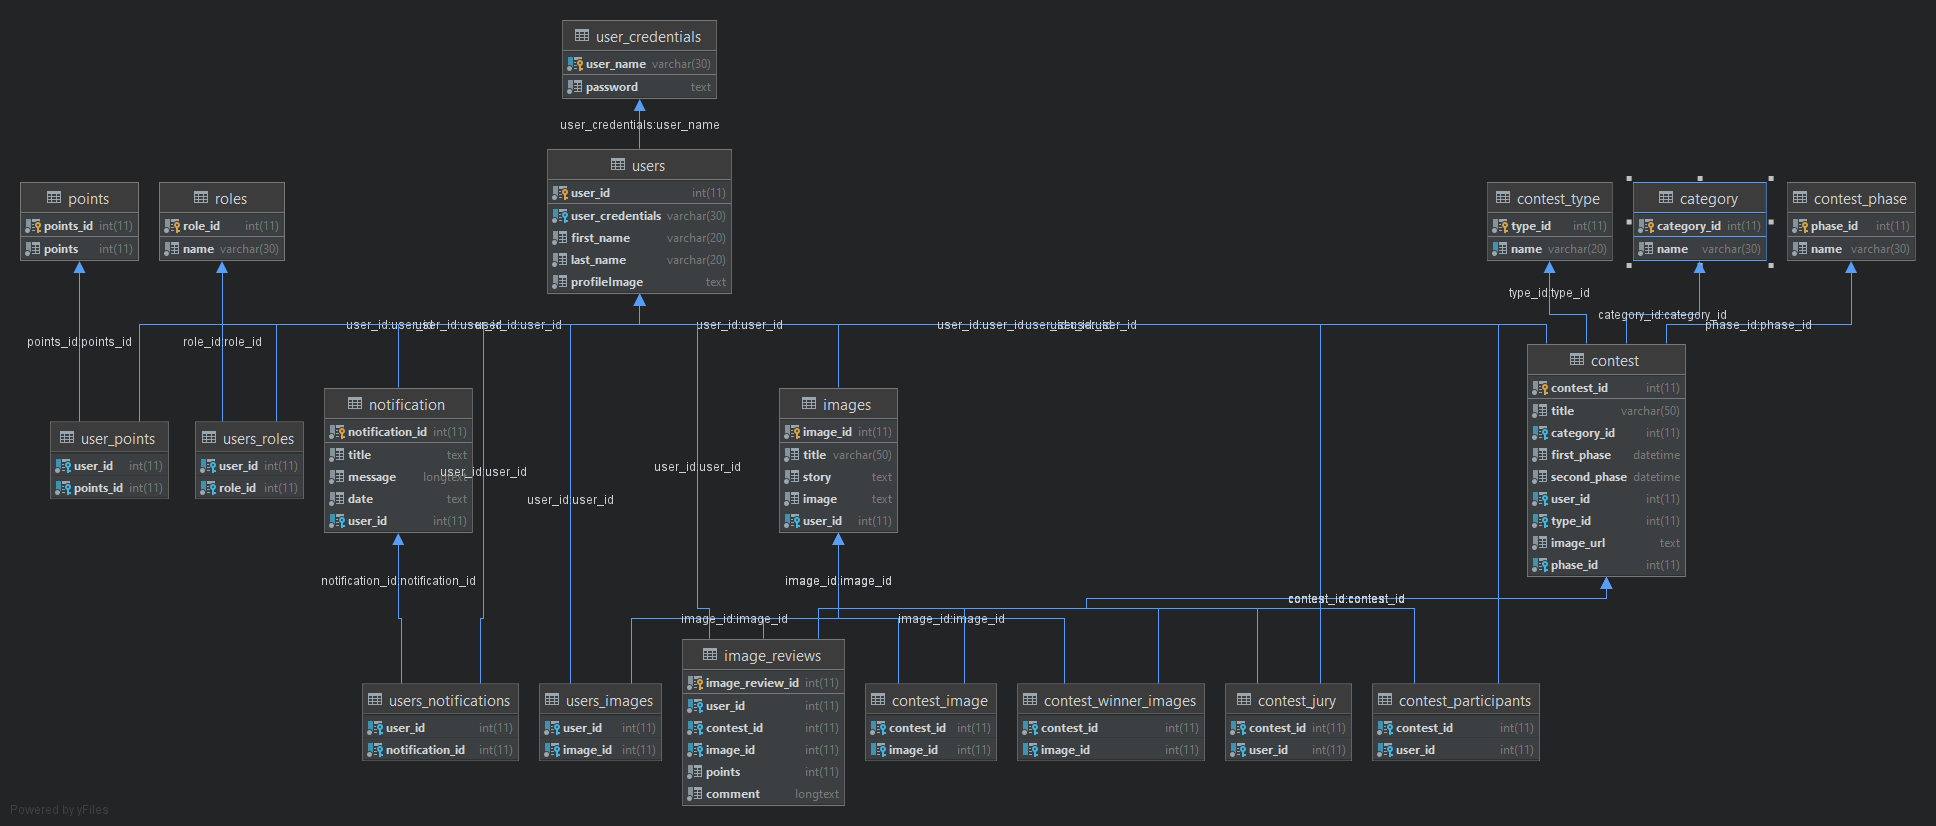 user_credentials
user_name varchar(30)
password text
user_credentials:user_name
users
user_id int(11)
user_credentials varchar(30)
first_name varchar(20)
last_name varchar(20)
profileImage text
points
points_id int(11)
points int(11)
roles
role_id int(11)
name varchar(30)
contest_type
type_id int(11)
name varchar(20)
category
category_id int(11)
name varchar(30)
contest_phase
phase_id int(11)
name varchar(30)
type_id:type_id
category_id:category_id
phase_id:phase_id
user_id:user_id
user_id:user_id
user_id:user_id
user_id:user_id
points_id:points_id
role_id:role_id
contest
contest_id int(11)
title varchar(50)
category_id int(11)
first_phase datetime
second_phase datetime
user_id int(11)
type_id int(11)
image_url text
phase_id int(11)
user_points
user_id int(11)
points_id int(11)
users_roles
user_id int(11)
role_id int(11)
notification
notification_id int(11)
title text
message longtext
date text
user_id int(11)
images
image_id int(11)
title varchar(50)
story text
image text
user_id int(11)
user_id:user_id
user_id:user_id
user_id:user_id
notification_id:notification_id
image_id:image_id
contest_id:contest_id
image_id:image_id
image_id:image_id
users_notifications
user_id int(11)
notification_id int(11)
users_images
user_id int(11)
image_id int(11)
image_reviews
image_review_id int(11)
user_id int(11)
contest_id int(11)
image_id int(11)
points int(11)
comment longtext
contest_image
contest_id int(11)
image_id int(11)
contest_winner_images
contest_id int(11)
image_id int(11)
contest_jury
contest_id int(11)
user_id int(11)
contest_participants
contest_id int(11)
user_id int(11)
Powered by yFiles